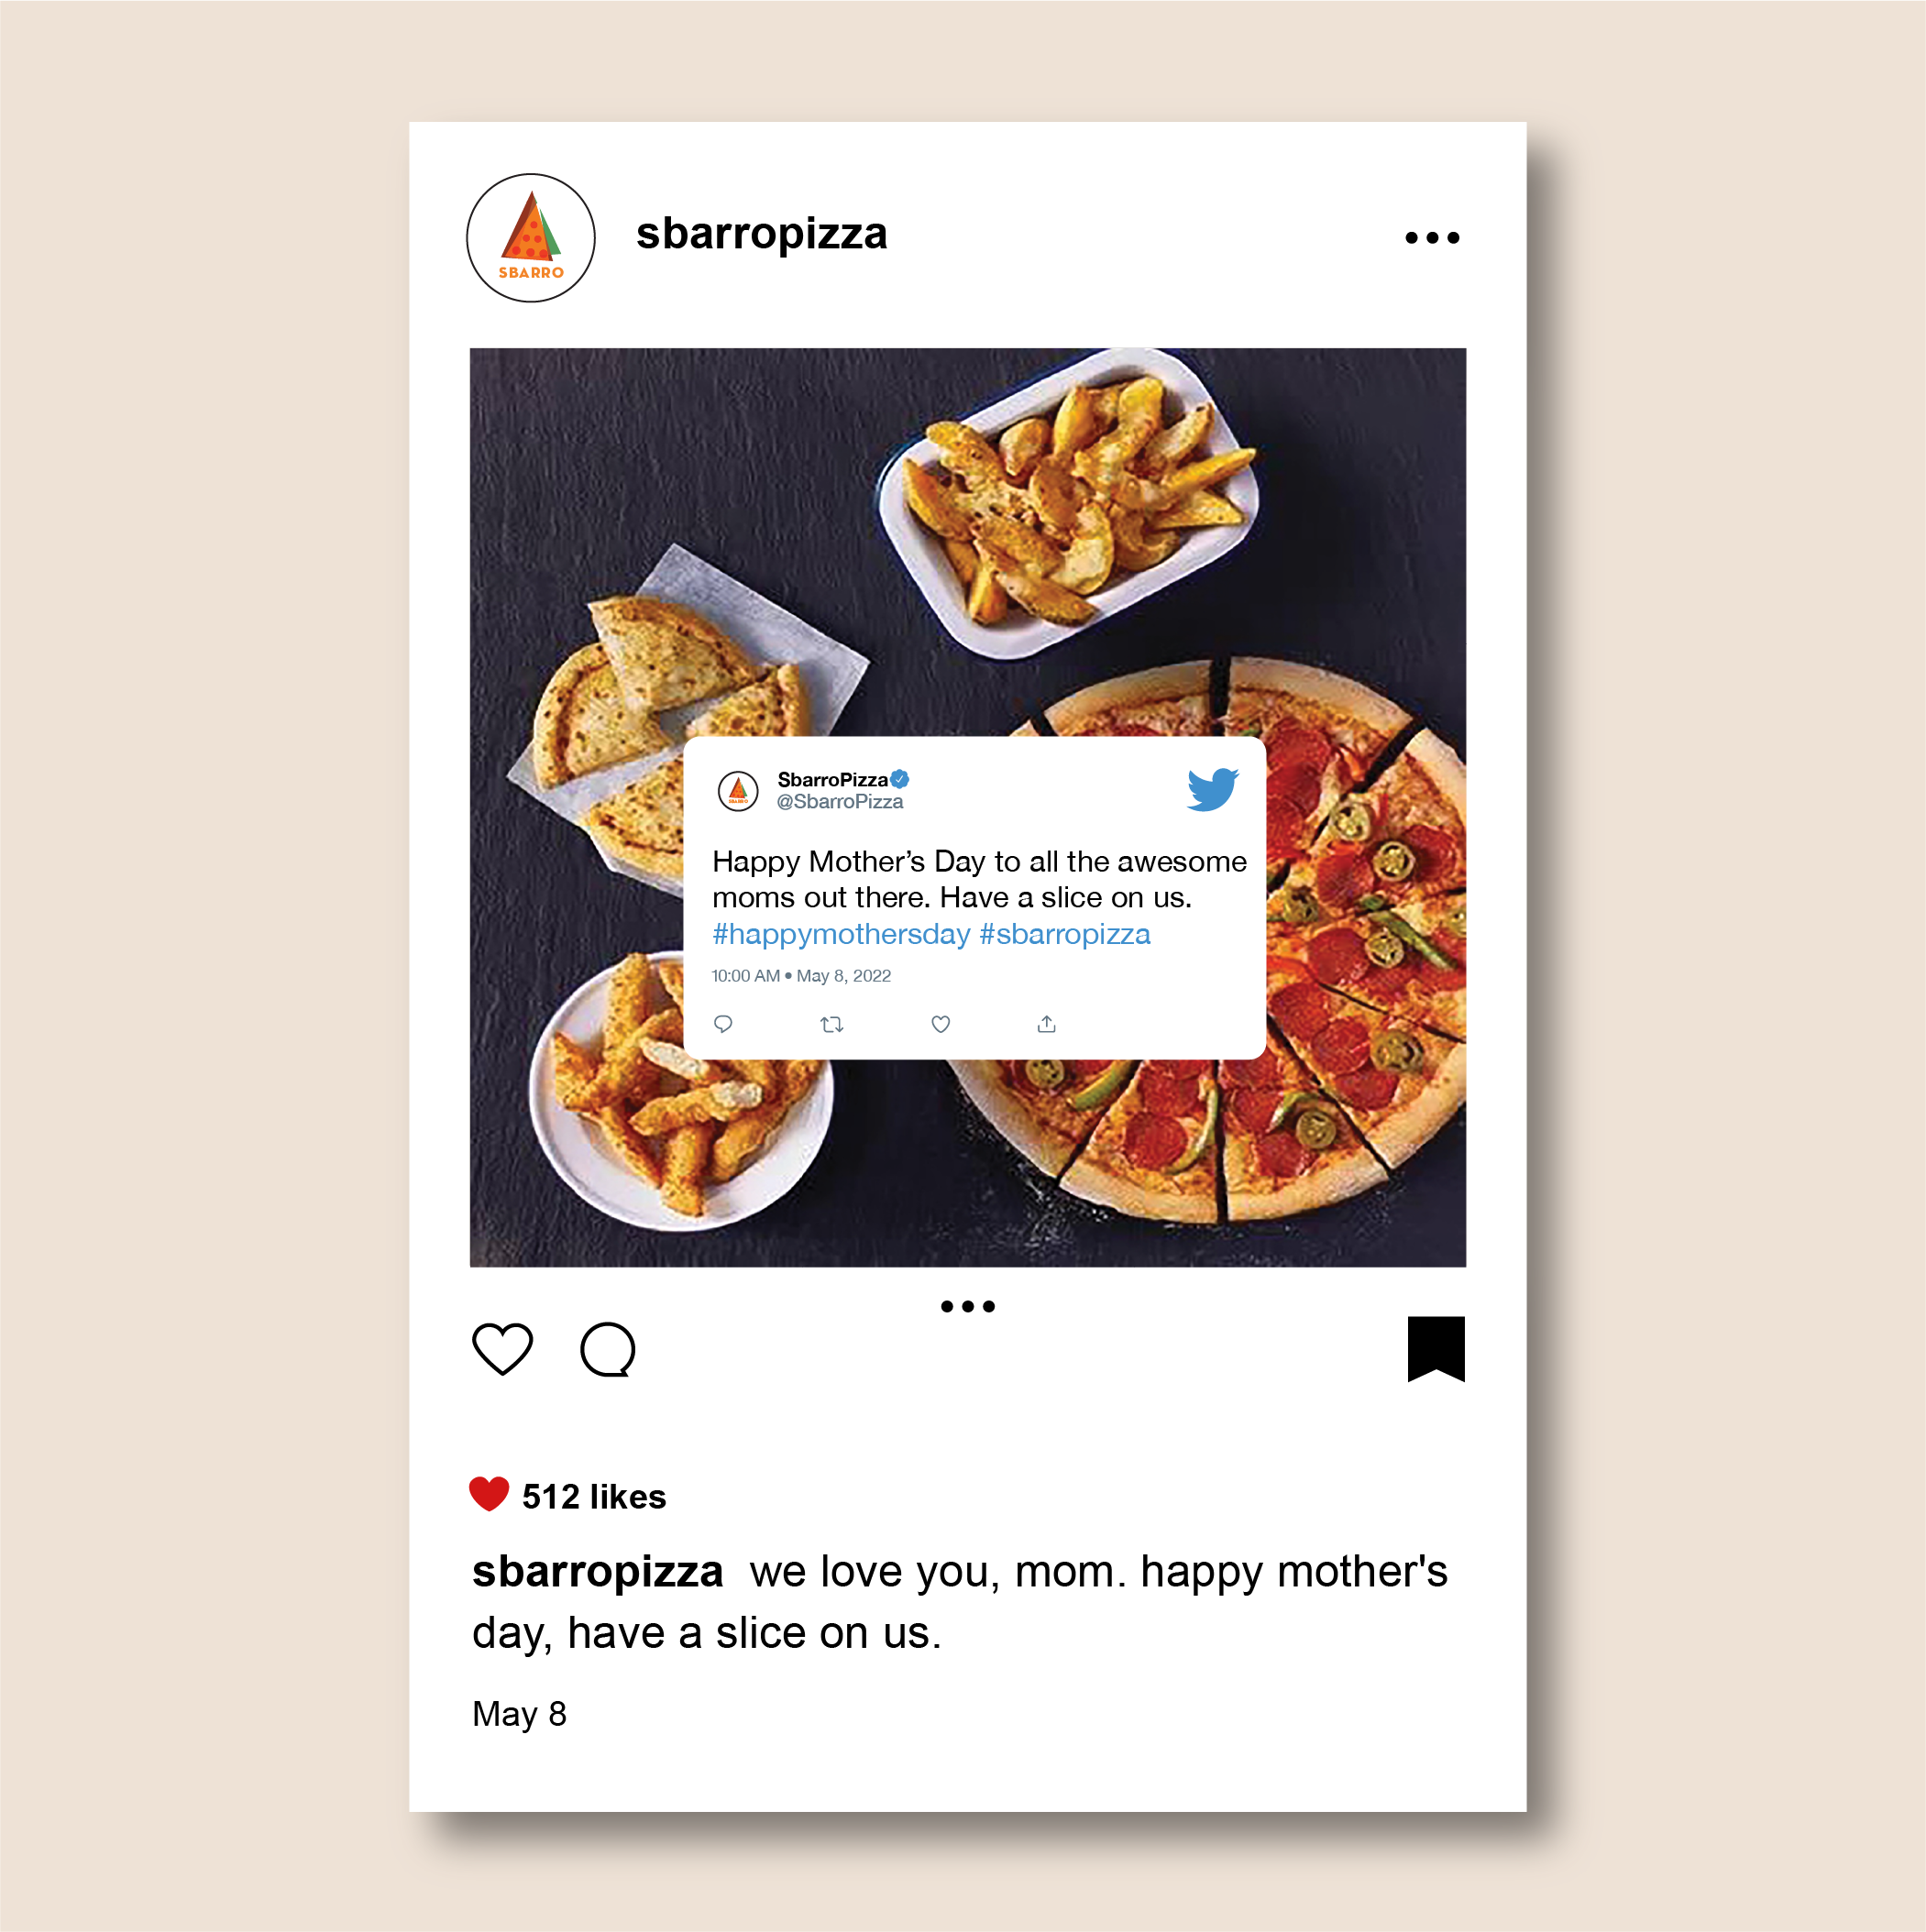 SBARRO
sbarropizza
SbarroPizza
@SbarroPizza
Happy Mother’s Day to all the awesome
moms out there. Have a slice on us.
#happymothersday #sbarropizza
10:00 AM • May 8, 2022
512 likes
sbarropizza we love you, mom. happy mother's
day, have a slice on us.
May 8